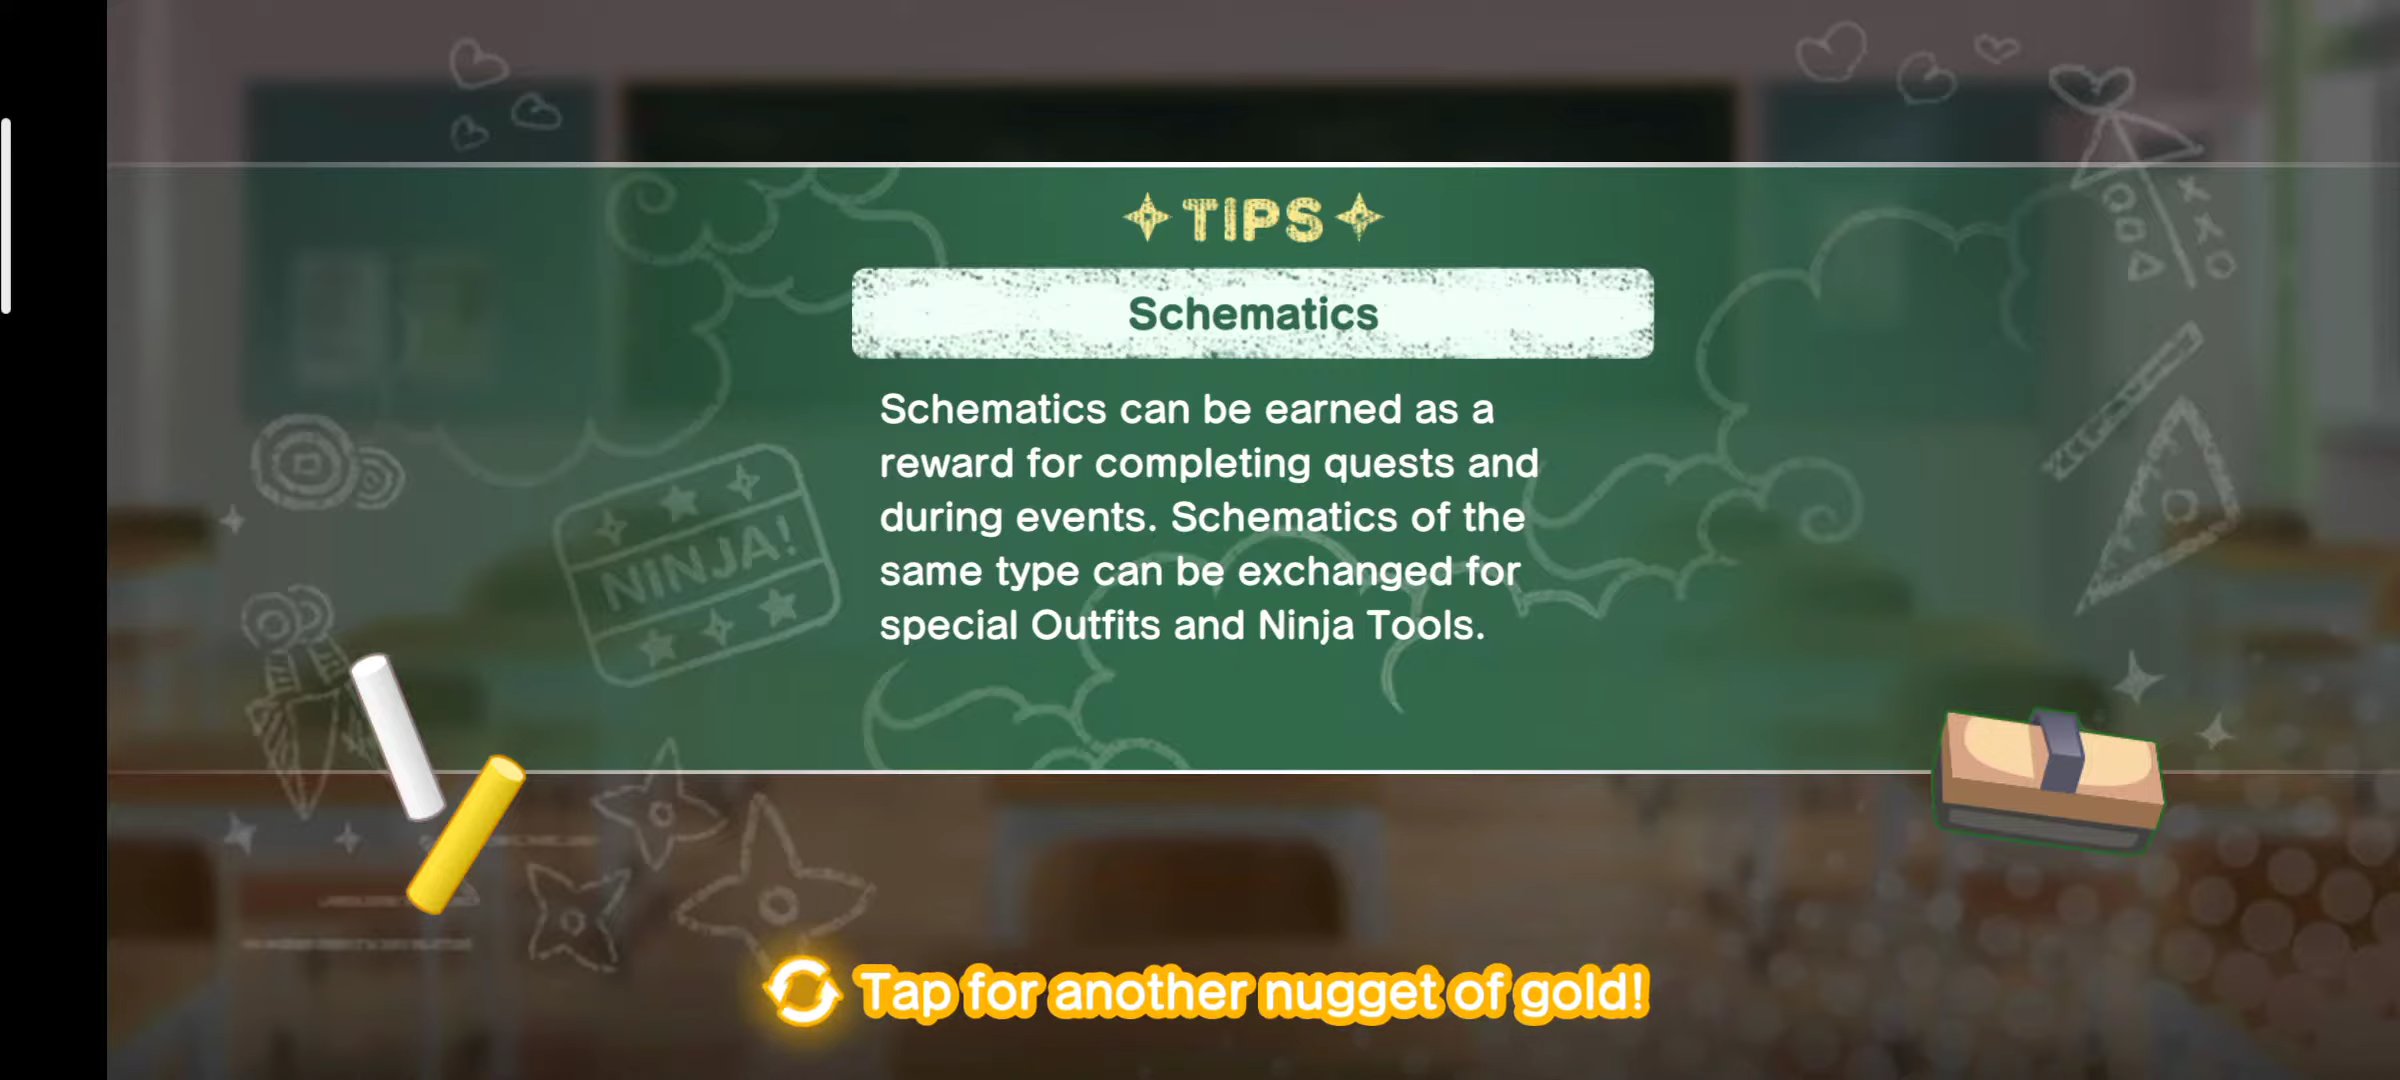 TIPS
Schematics
Schematics can be earned as a
reward for completing quests and
during events. Schematics of the
same type can be exchanged for
special Outfits and Ninja Tools.
NINJA!
Tap for another nugget of gold!